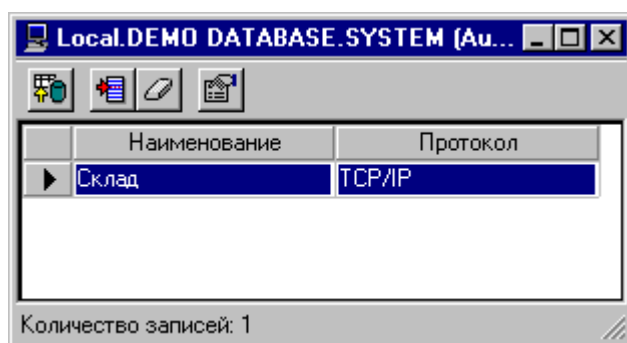 Local.DEMO DATABASE.SYSTEM (Au...
Наименование Протокол
Склад TCP/IP
Количество записей: 1